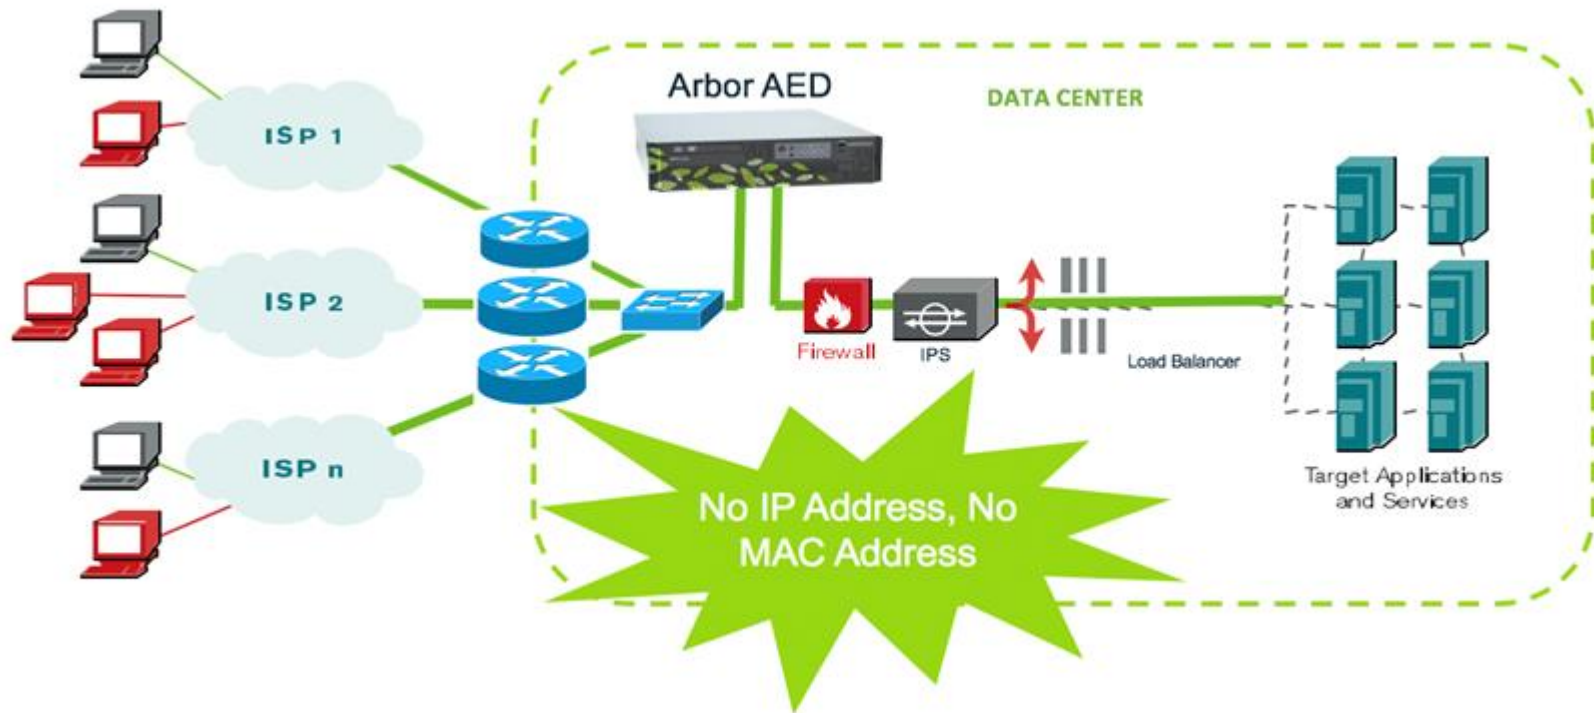 Arbor AED
DATA CENTER
ISP 1
ISP 2
ISP n
Firewall
IPS
Load Balancer
Target Applications
and Services
No IP Address, No
MAC Address